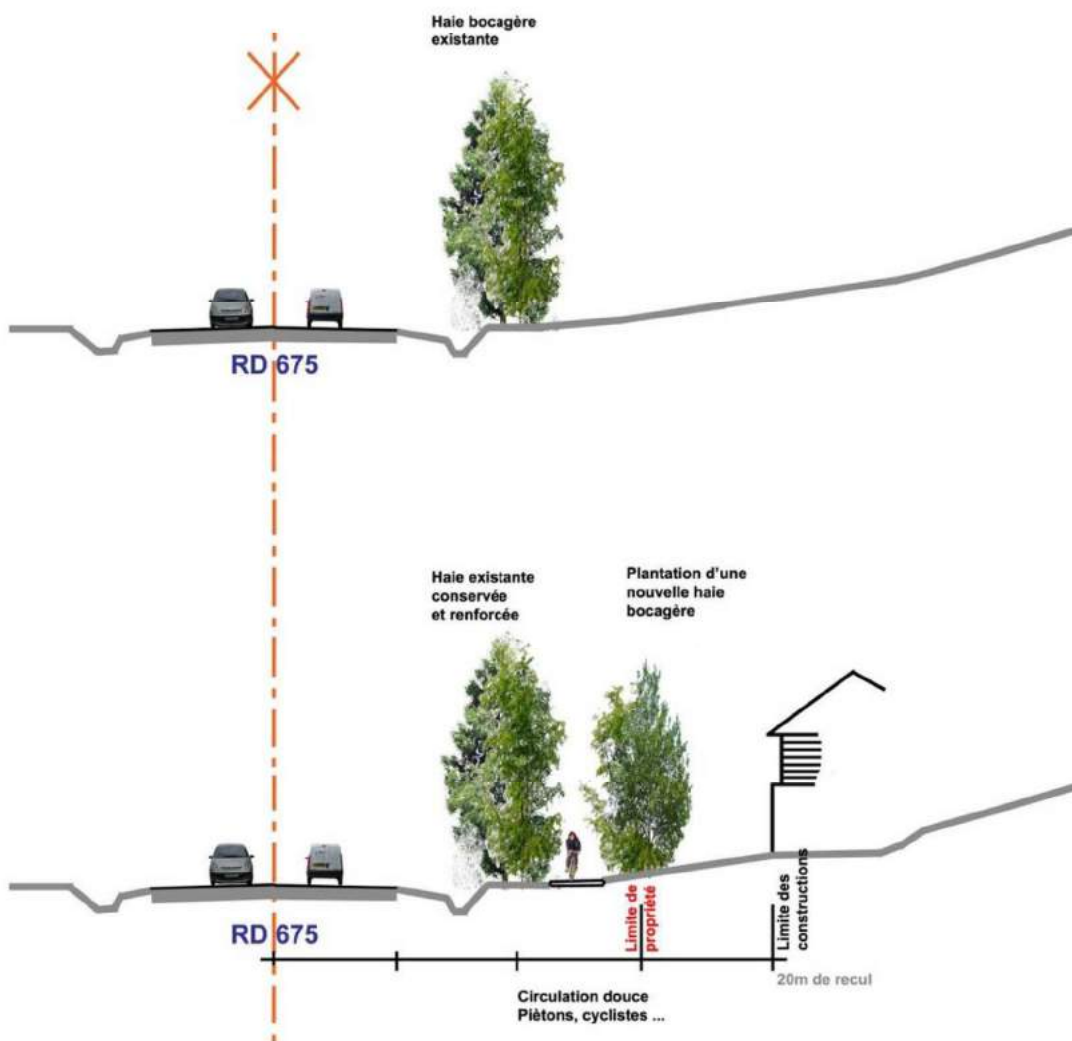 Haie bocagère
existante
RD 675
Haie existante
conservée
et renforcée
Plantation d'une
nouvelle haie
bocagère
RD 675
Limite de
propriété
Limite des
constructions
20m de recul
Circulation douce
Piètons, cyclistes ...